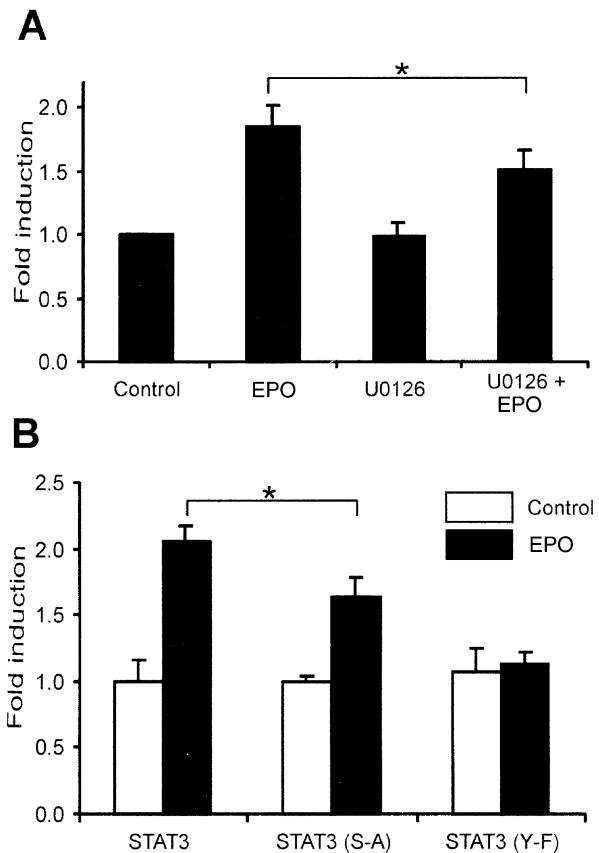 A
*
Fold induction
2.0
1.5
1.0
0.5
0.0
Control
EPO
U0126
U0126 +
EPO
B
*
Fold induction
2.5
2.0
1.5
1.0
0.5
0.0
Control
EPO
STAT3
STAT3 (S-A)
STAT3 (Y-F)